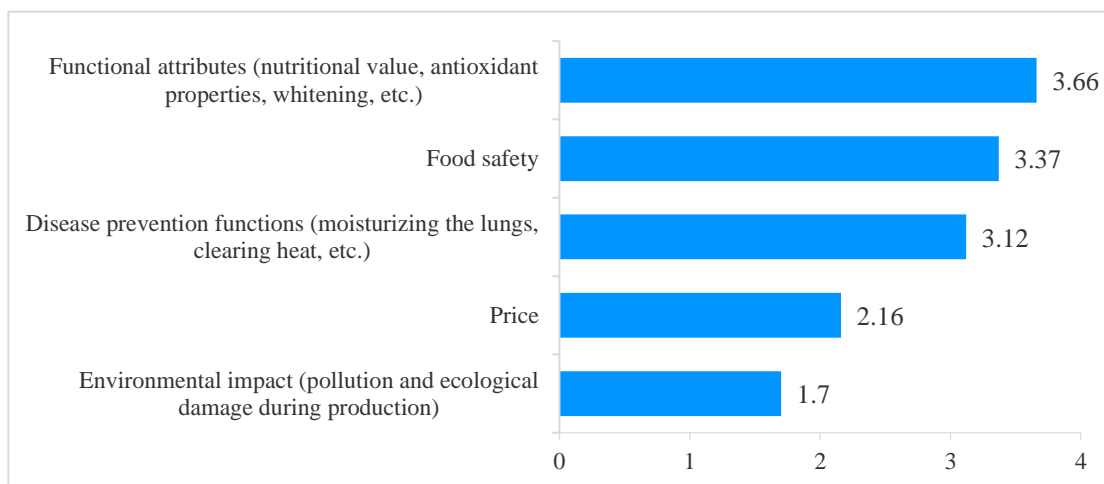 Functional attributes (nutritional value, antioxidant
properties, whitening, etc.)
3.66
Food safety
3.37
Disease prevention functions (moisturizing the lungs,
clearing heat, etc.)
3.12
Price
2.16
Environmental impact (pollution and ecological
damage during production)
1.7
0 1 2 3 4